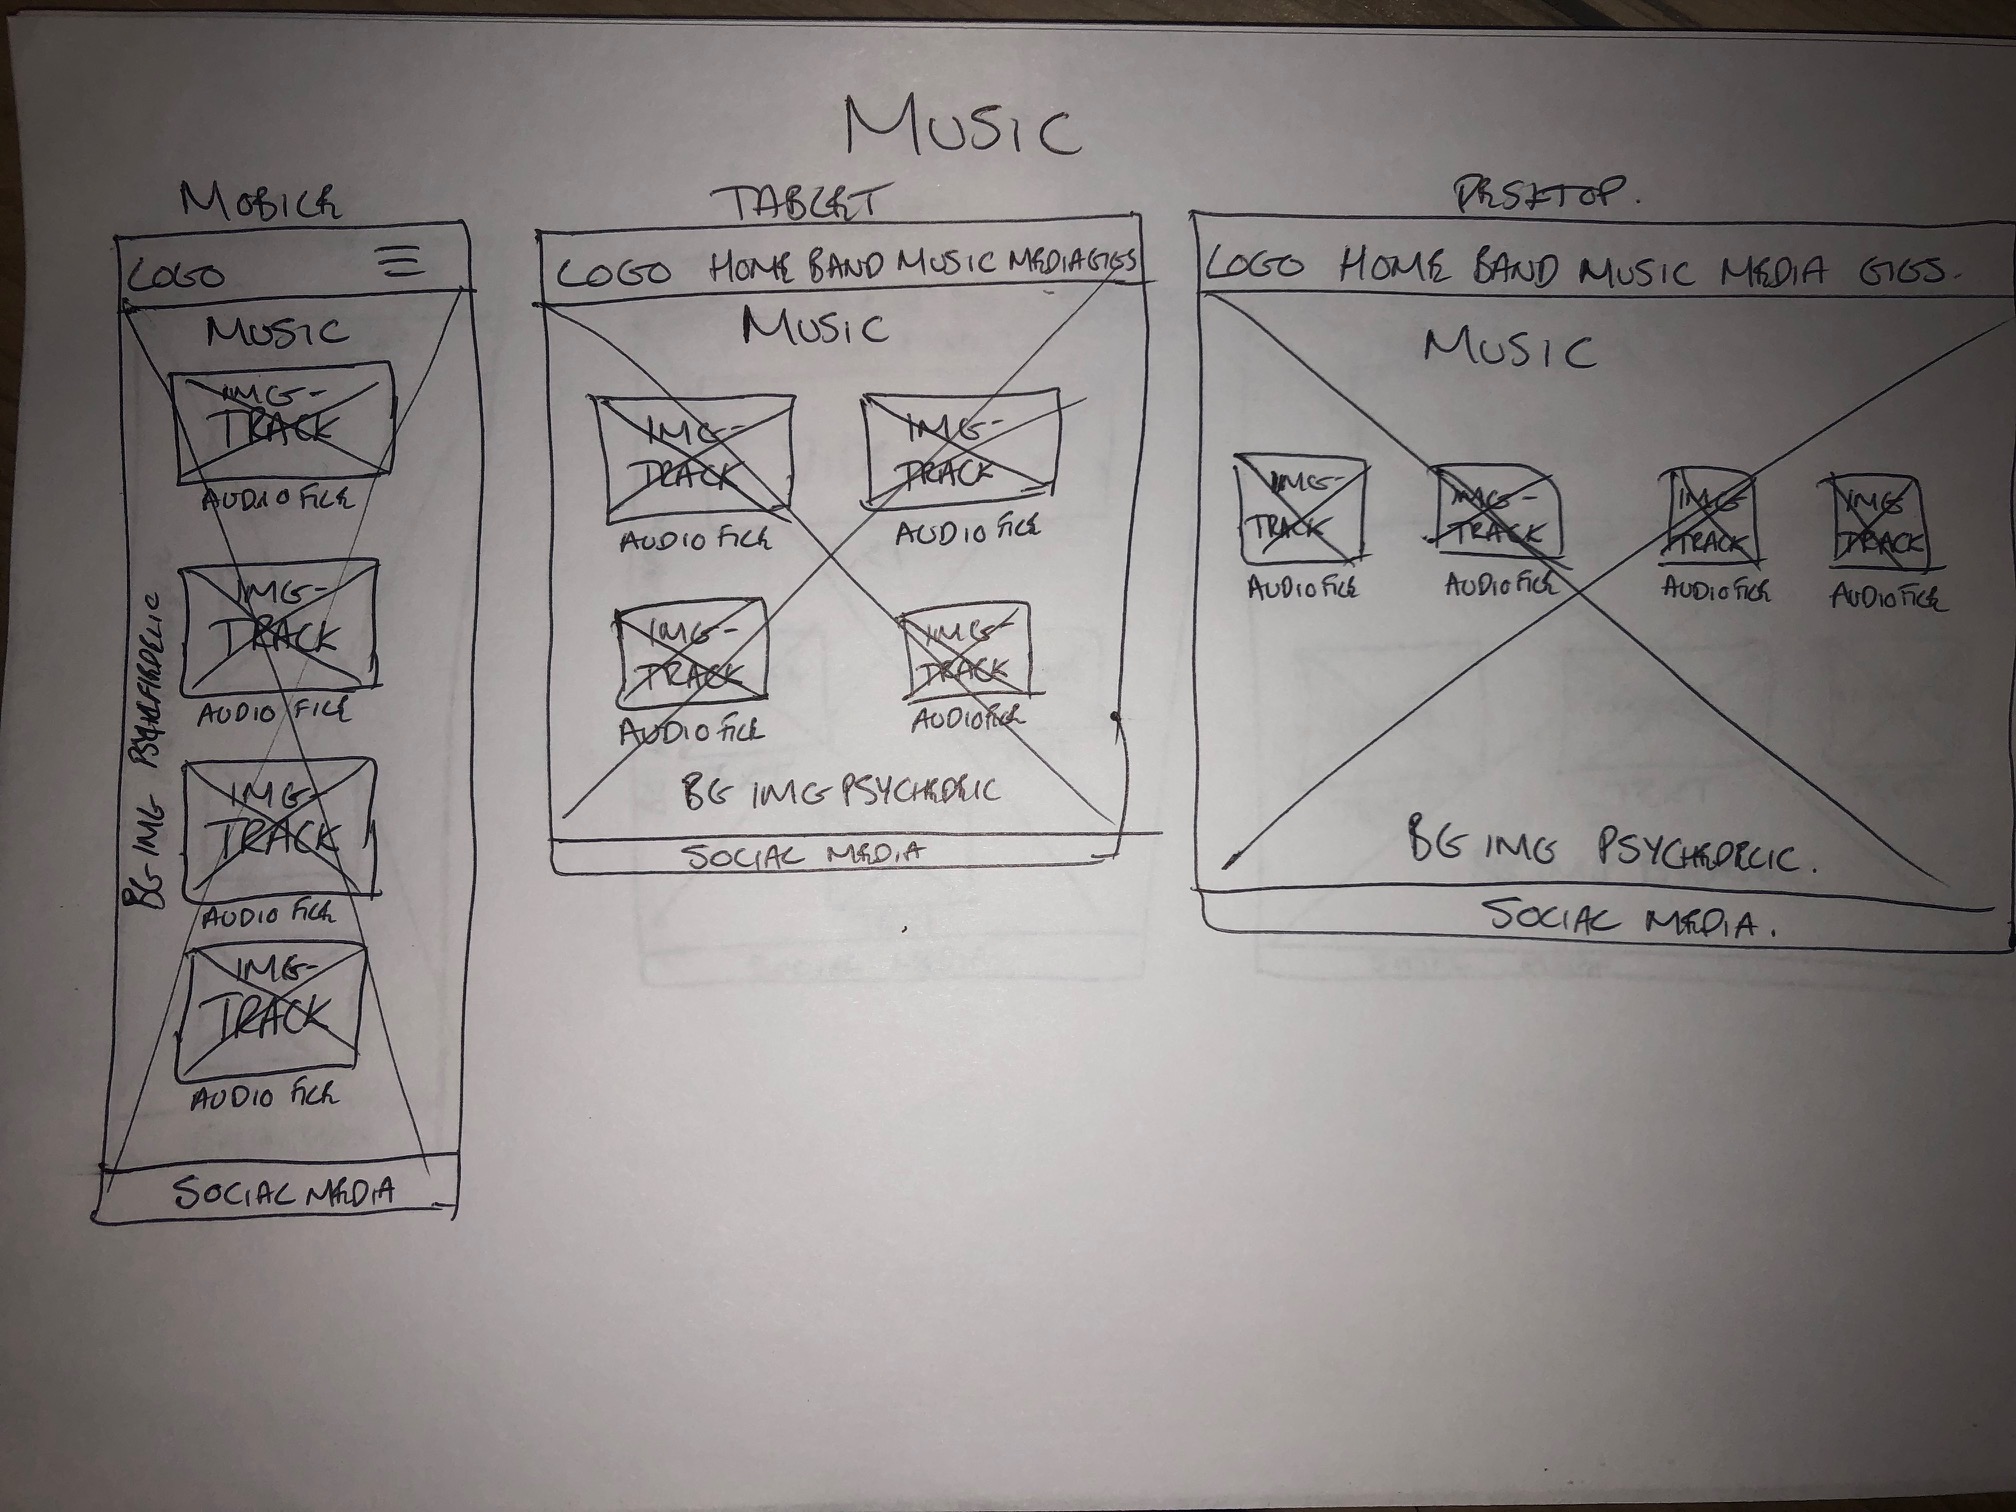 MUSIC
MOBILE
LOGO
MUSIC
IMG-
TRACK
AUDIO FILE
IMG-
TRACK
AUDIO FILE
IMG-
TRACK
AUDIO FILE
IMG-
TRACK
AUDIO FILE
BG IMG
SOCIAL MEDIA
TABLET
LOGO HOME BAND MUSIC MEDIA GIGS
MUSIC
IMG-
TRACK
AUDIO FILE
IMG-
TRACK
AUDIO FILE
IMG-
TRACK
AUDIO FILE
IMG
TRACK
AUDIO FILE
BG IMG PSYCHEDELIC
SOCIAL MEDIA
DESKTOP.
LOGO HOME BAND MUSIC MEDIA GIGS.
MUSIC
IMG-
TRACK
AUDIO FILE
IMG-
TRACK
AUDIO FILE
IMG
TRACK
AUDIO FILE
IMG
TRACK
AUDIO FILE
BG IMG PSYCHEDELIC.
SOCIAL MEDIA.